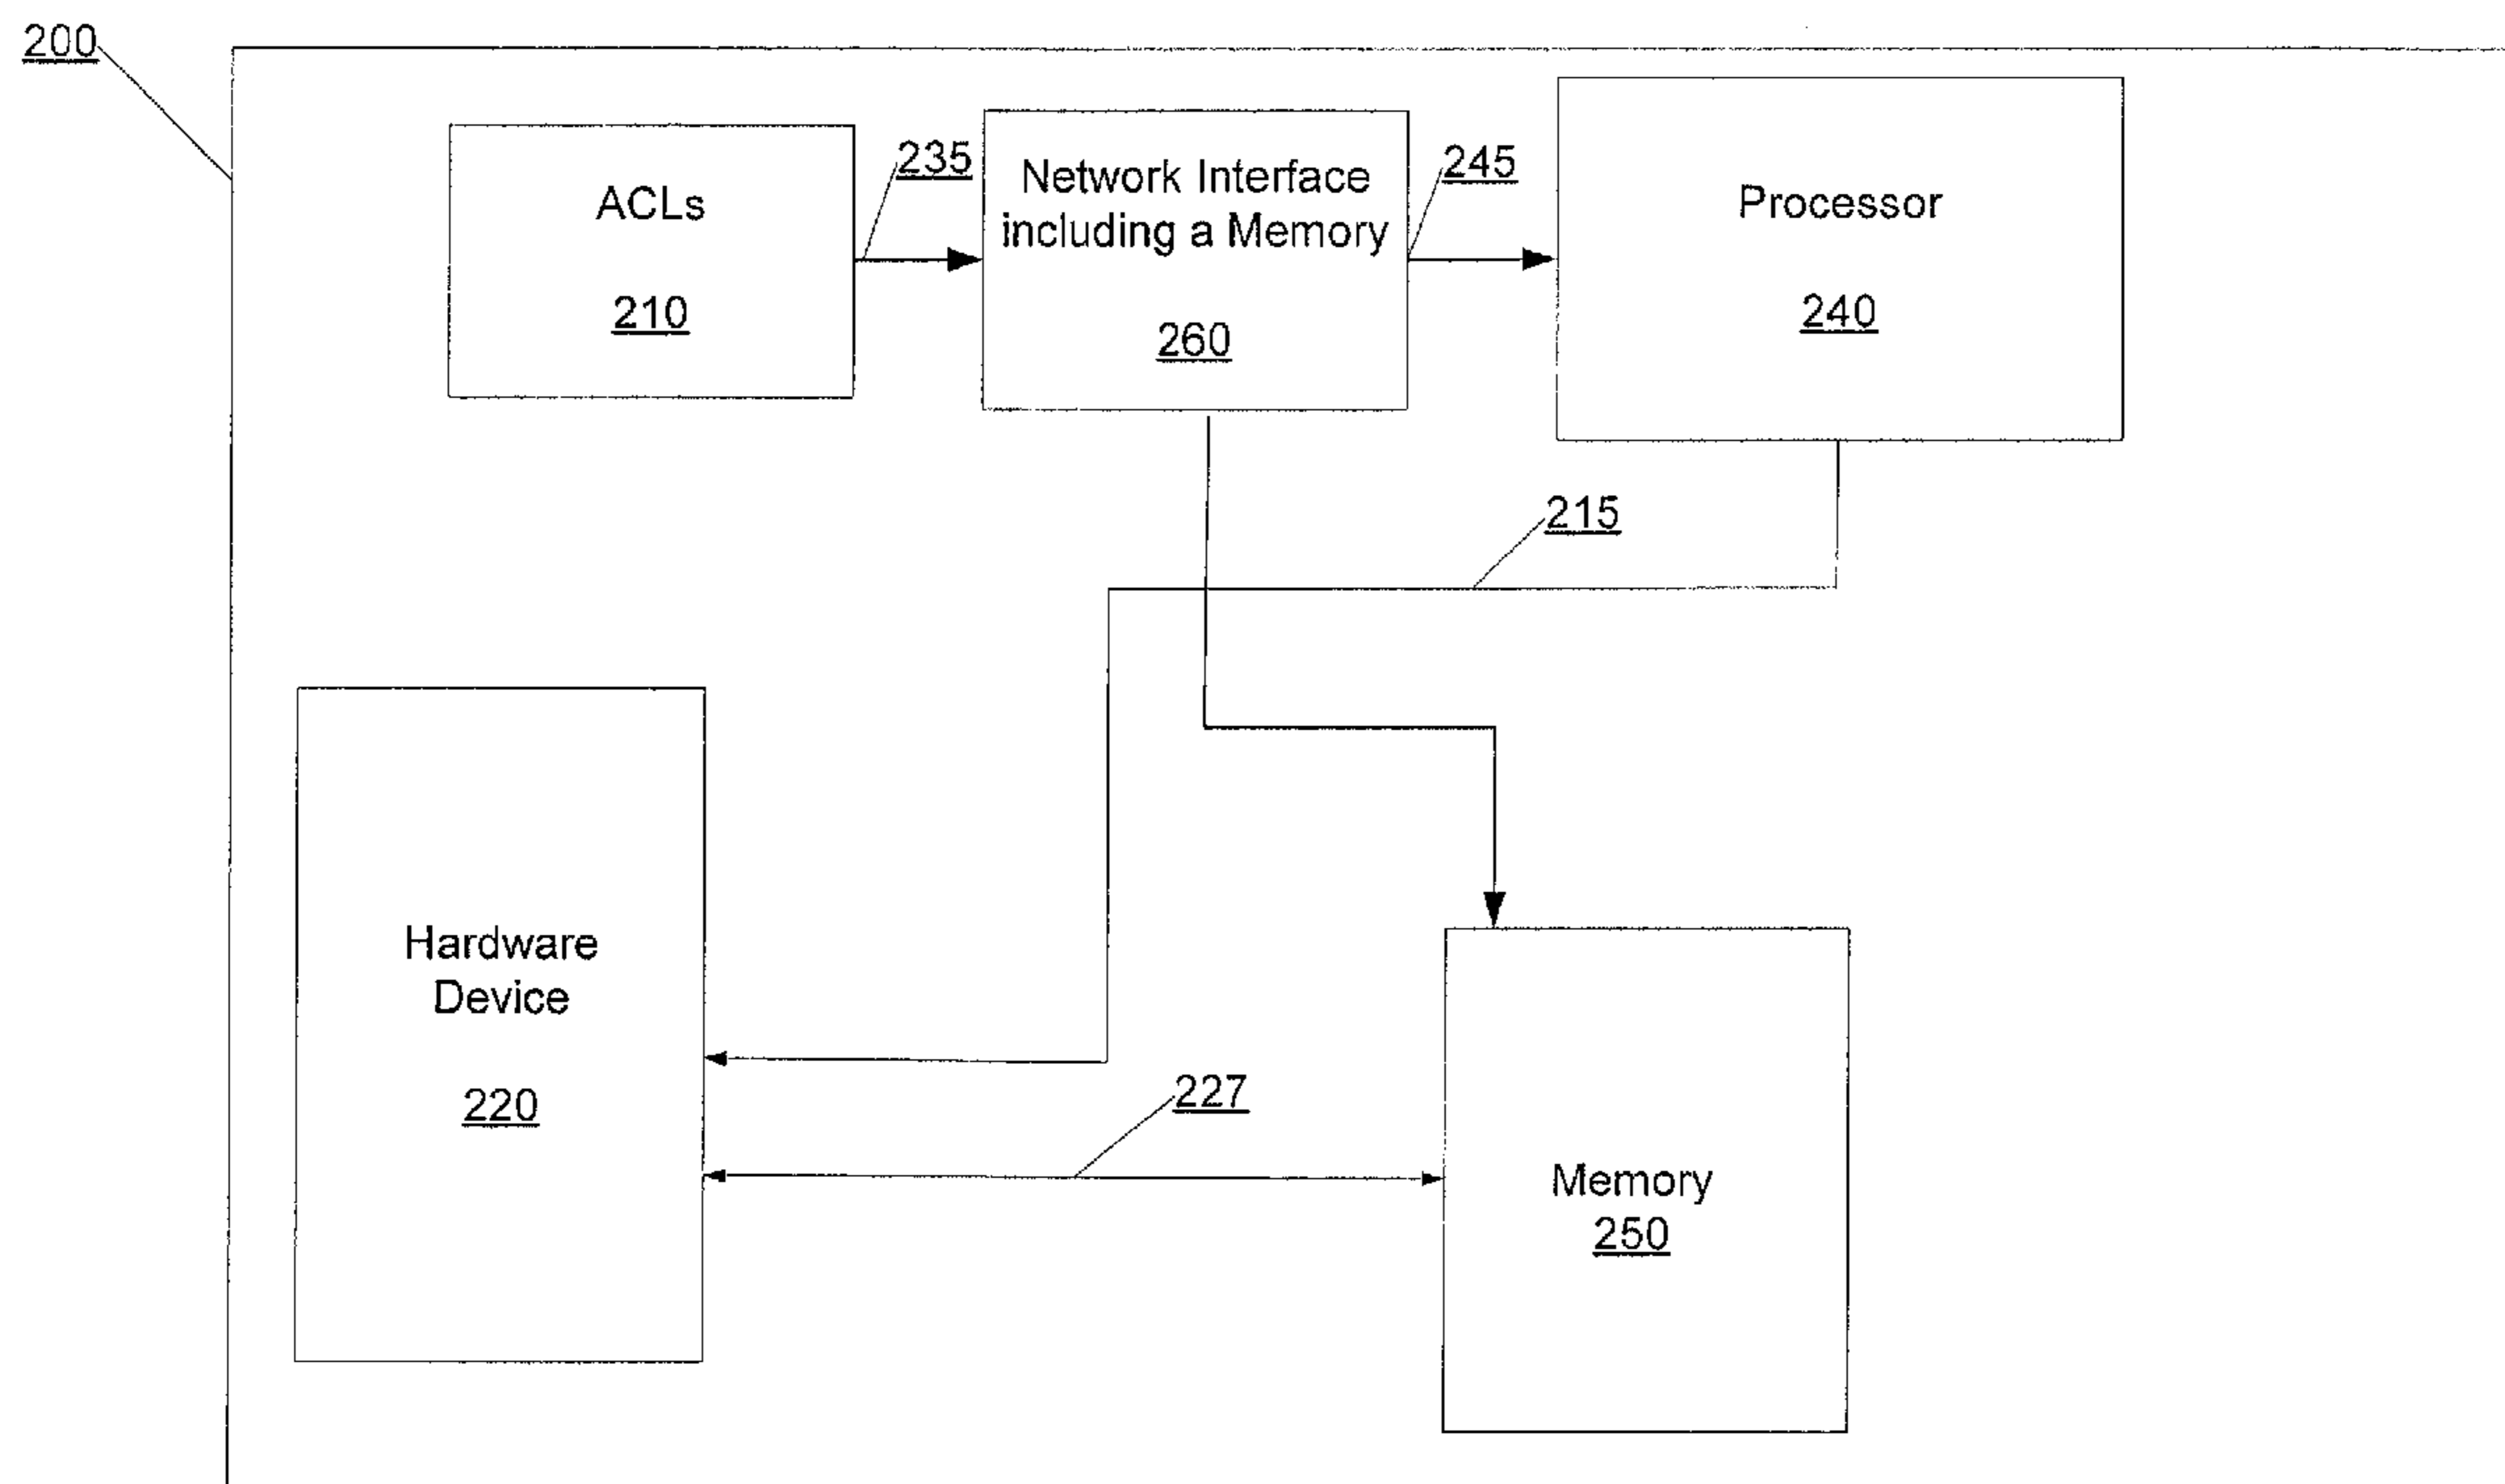 200
ACLs
210
235
Network Interface
including a Memory
260
245
Processor
240
215
Hardware
Device
220
227
Memory
250